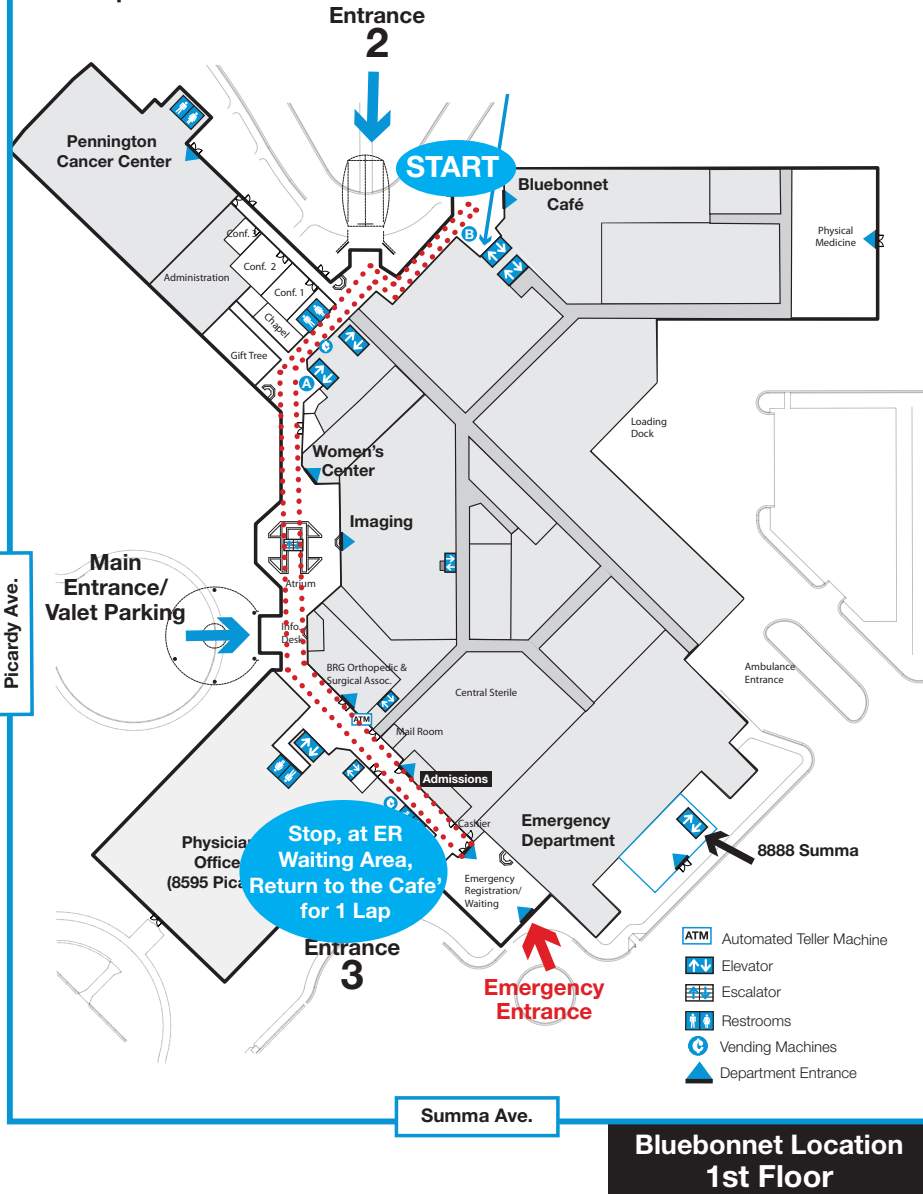 Entrance
2
START
Pennington
Cancer Center
Bluebonnet
Café
Physical
Medicine
B
Conf. 3
Conf. 2
Conf. 1
Administration
Chapel
Gift Tree
A
Loading
Dock
Women's
Center
Imaging
Main
Entrance/
Valet Parking
Atrium
Info
Desk
Picardy Ave.
BRG Orthopedic &
Surgical Assoc.
Central Sterile
Ambulance
Entrance
ATM
Mail Room
Admissions
Cashier
Emergency
Department
8888 Summa
Stop, at ER
Waiting Area,
Return to the Cafe'
for 1 Lap
Physician
Office
(8595 Pica
Emergency
Registration/
Waiting
Entrance
3
Emergency
Entrance
ATM Automated Teller Machine
Elevator
Escalator
Restrooms
Vending Machines
Department Entrance
Summa Ave.
Bluebonnet Location
1st Floor